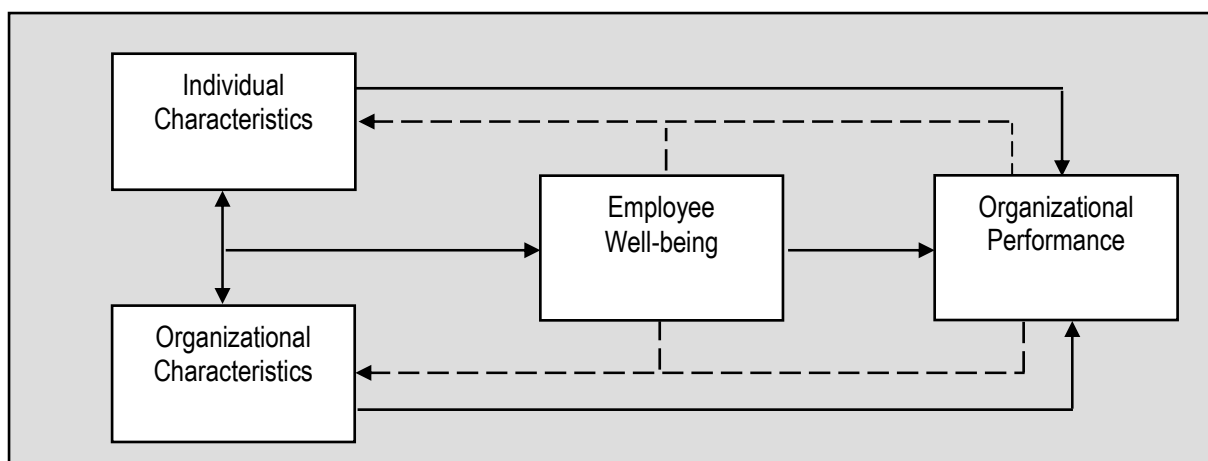 Individual
Characteristics
Employee
Well-being
Organizational
Performance
Organizational
Characteristics